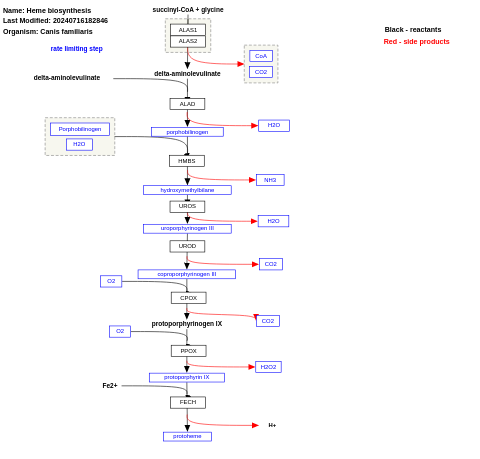 Name: Heme biosynthesis
Last Modified: 20240716182846
Organism: Canis familiaris
succinyl-CoA + glycine
ALAS1
ALAS2
Black - reactants
Red - side products
rate limiting step
CoA
CO2
delta-aminolevulinate
delta-aminolevulinate
ALAD
Porphobilinogen
H2O
porphobilinogen
H2O
HMBS
NH3
hydroxymethylbilane
UROS
H2O
uroporphyrinogen III
UROD
CO2
coproporphyrinogen III
O2
CPOX
CO2
protoporphyrinogen IX
O2
PPOX
H2O2
protoporphyrin IX
Fe2+
FECH
H+
protoheme